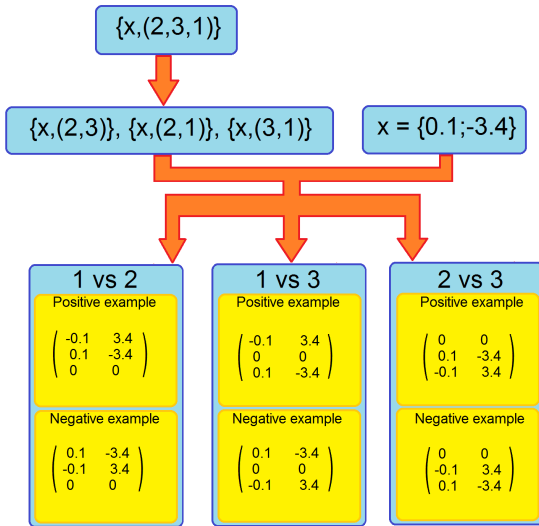 {x,(2,3,1)}
{x,(2,3)}, {x,(2,1)}, {x,(3,1)}
x = {0.1;-3.4}
1 vs 2
Positive example
-0.1 3.4
0.1 -3.4
0 0
Negative example
0.1 -3.4
-0.1 3.4
0 0
1 vs 3
Positive example
-0.1 3.4
0 0
0.1 -3.4
Negative example
0.1 -3.4
0 0
-0.1 3.4
2 vs 3
Positive example
0 0
0.1 -3.4
-0.1 3.4
Negative example
0 0
-0.1 3.4
0.1 -3.4